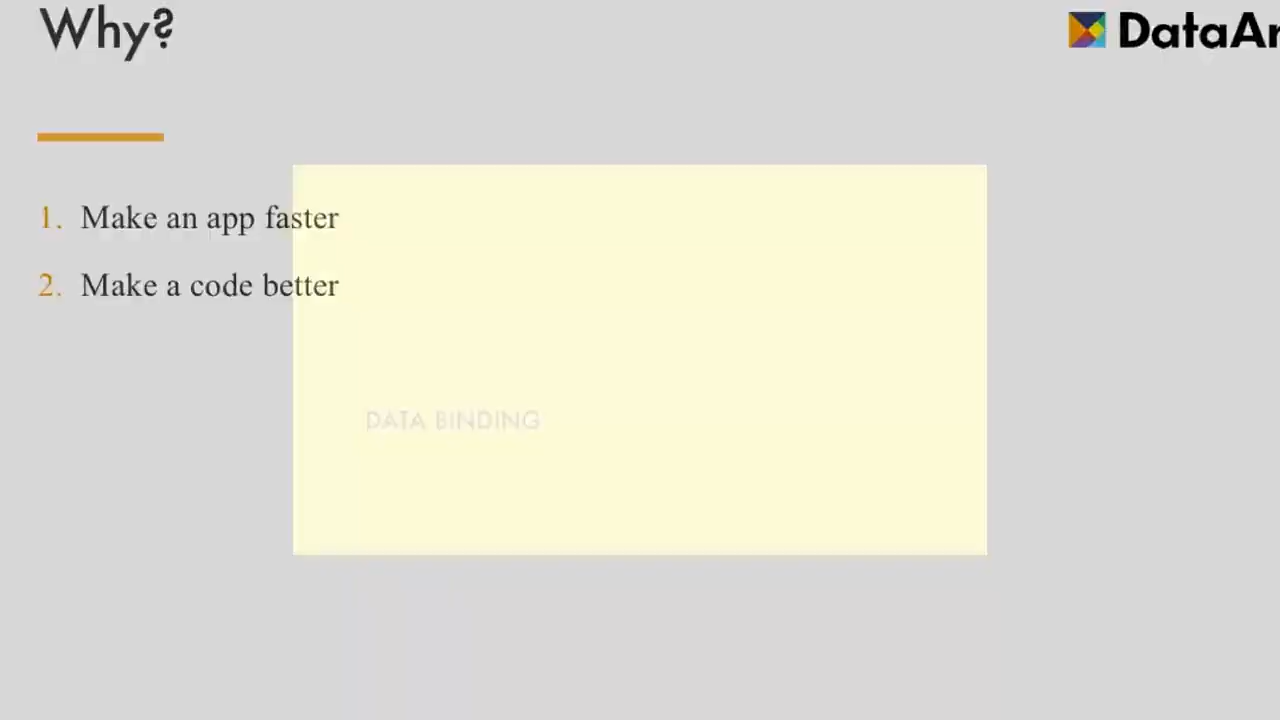 Why?
DataAr
1. Make an app faster
2. Make a code better
DATA BINDING